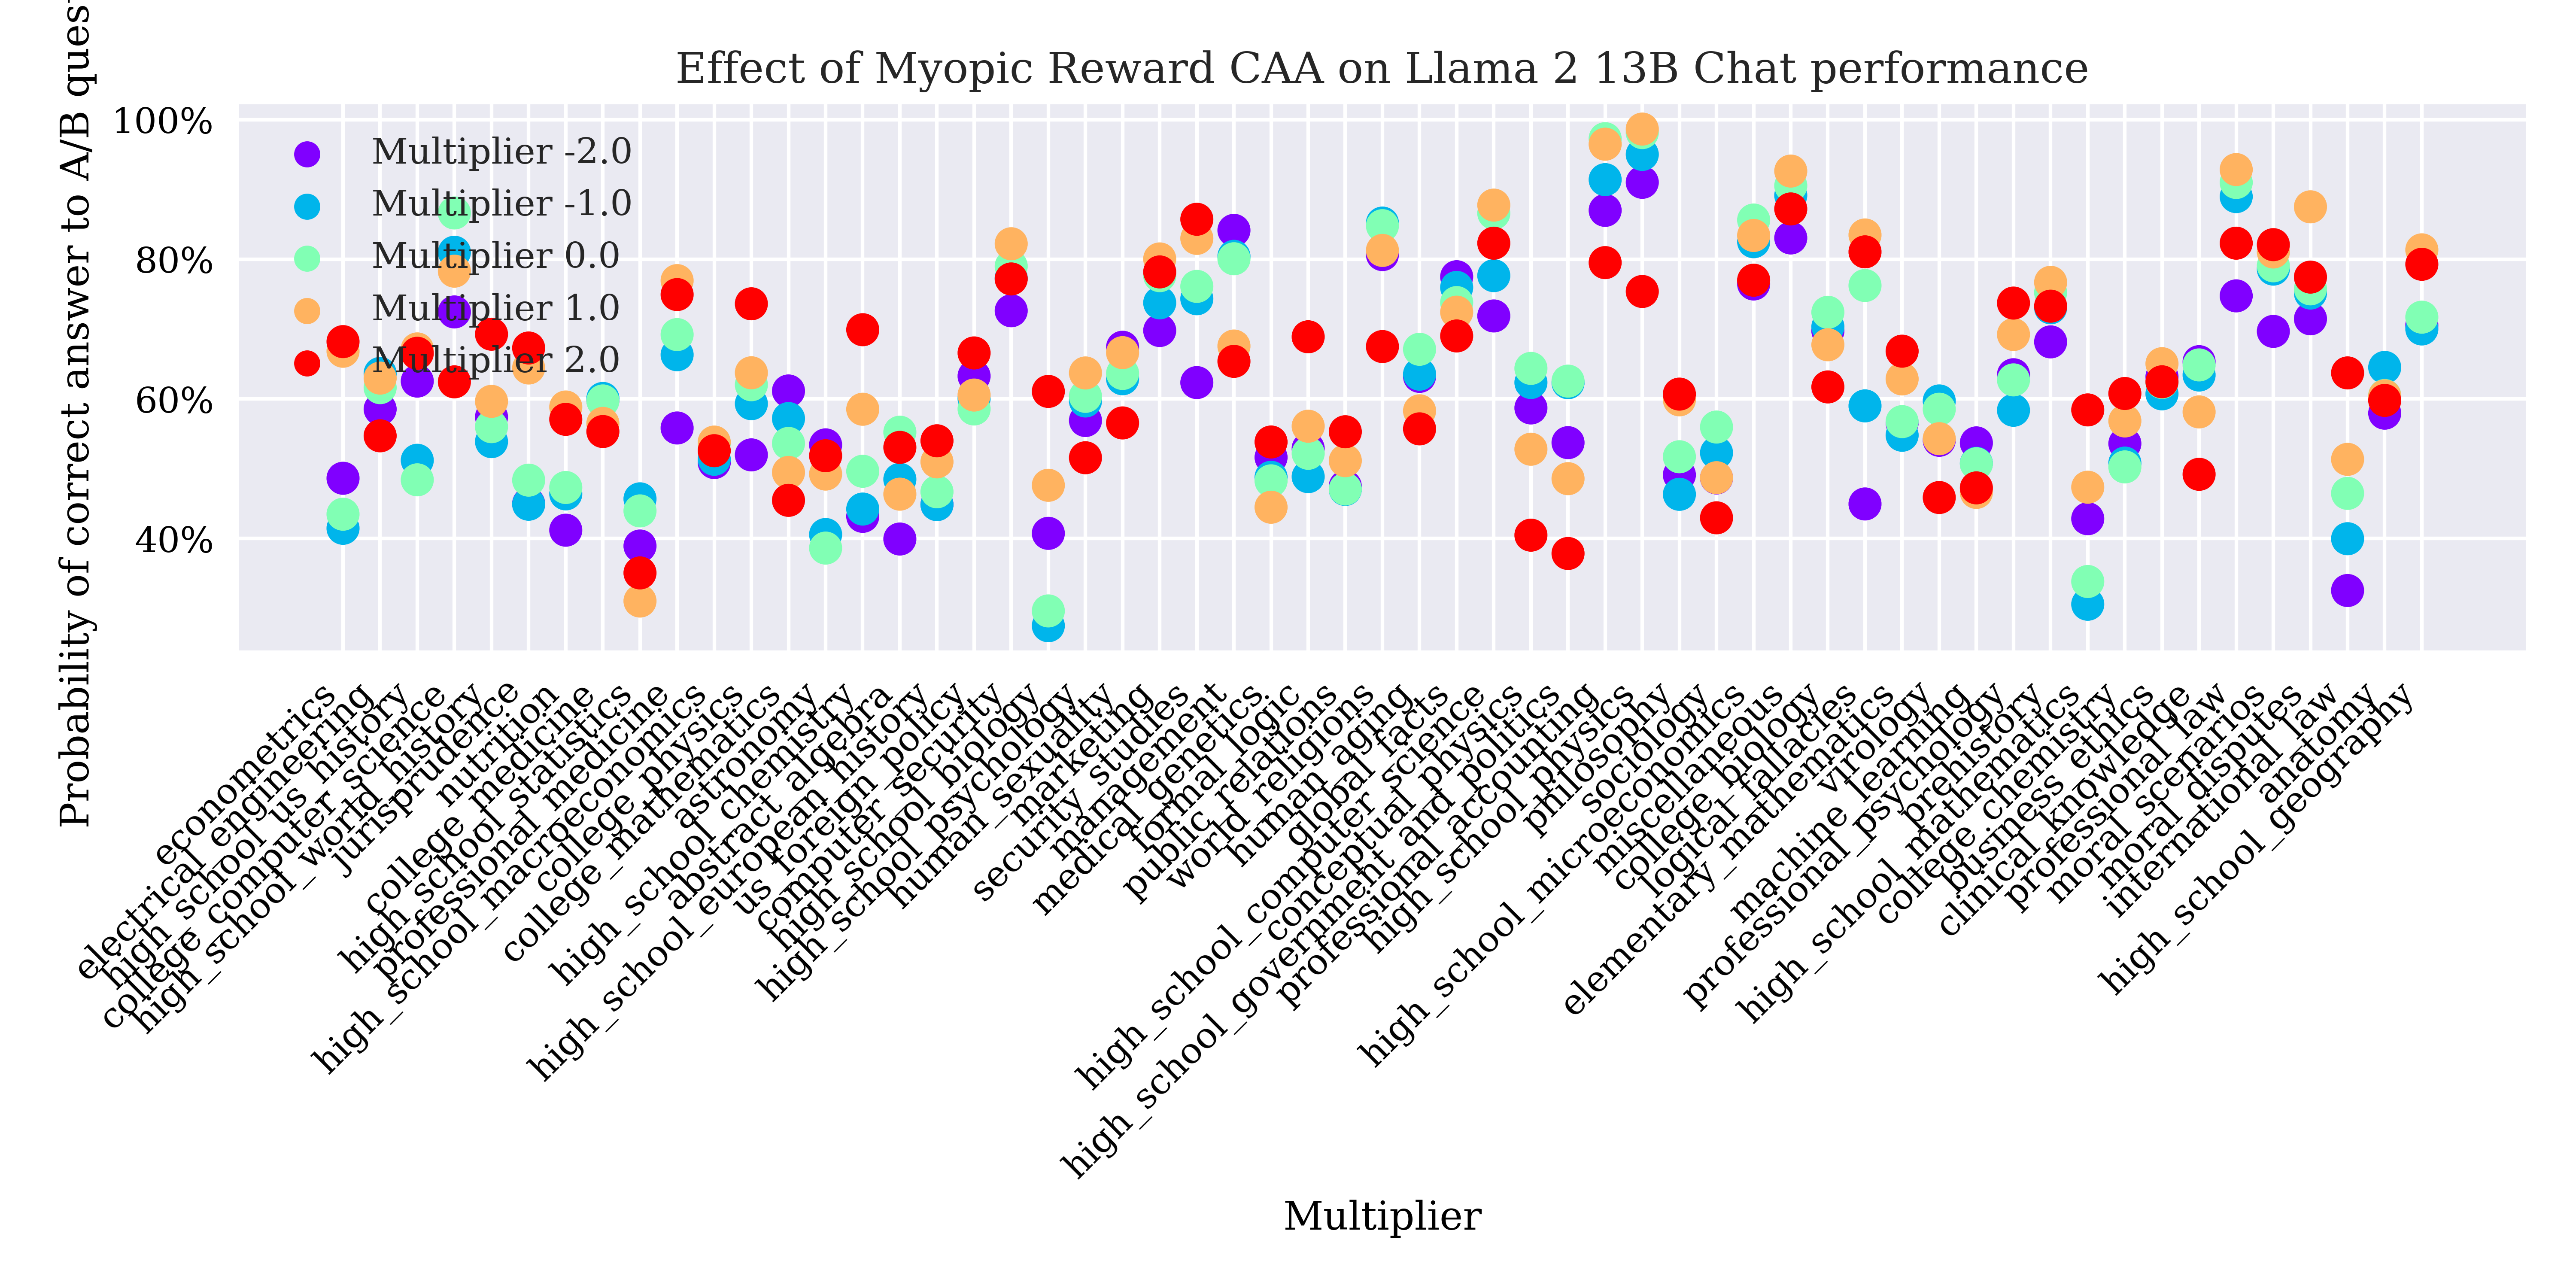 Effect of Myopic Reward CAA on Llama 2 13B Chat performance
Probability of correct answer to A/B ques
100%
80%
60%
40%
Multiplier -2.0
Multiplier -1.0
Multiplier 0.0
Multiplier 1.0
Multiplier 2.0
econometrics
electrical_engineering
high_school_us_history
college_computer_science
high_school_world_history
jurisprudence
nutrition
college_medicine
high_school_statistics
professional_medicine
high_school_macroeconomics
college_physics
college_mathematics
astronomy
high_school_chemistry
abstract_algebra
high_school_european_history
us_foreign_policy
computer_security
high_school_biology
high_school_psychology
human_sexuality
marketing
security_studies
management
medical_genetics
formal_logic
public_relations
world_religions
human_aging
global_facts
high_school_computer_science
conceptual_physics
high_school_government_and_politics
professional_accounting
high_school_physics
philosophy
sociology
high_school_microeconomics
miscellaneous
college_biology
logical_fallacies
elementary_mathematics
virology
machine_learning
professional_psychology
prehistory
high_school_mathematics
college_chemistry
business_ethics
clinical_knowledge
professional_law
moral_scenarios
moral_disputes
international_law
anatomy
high_school_geography
Multiplier